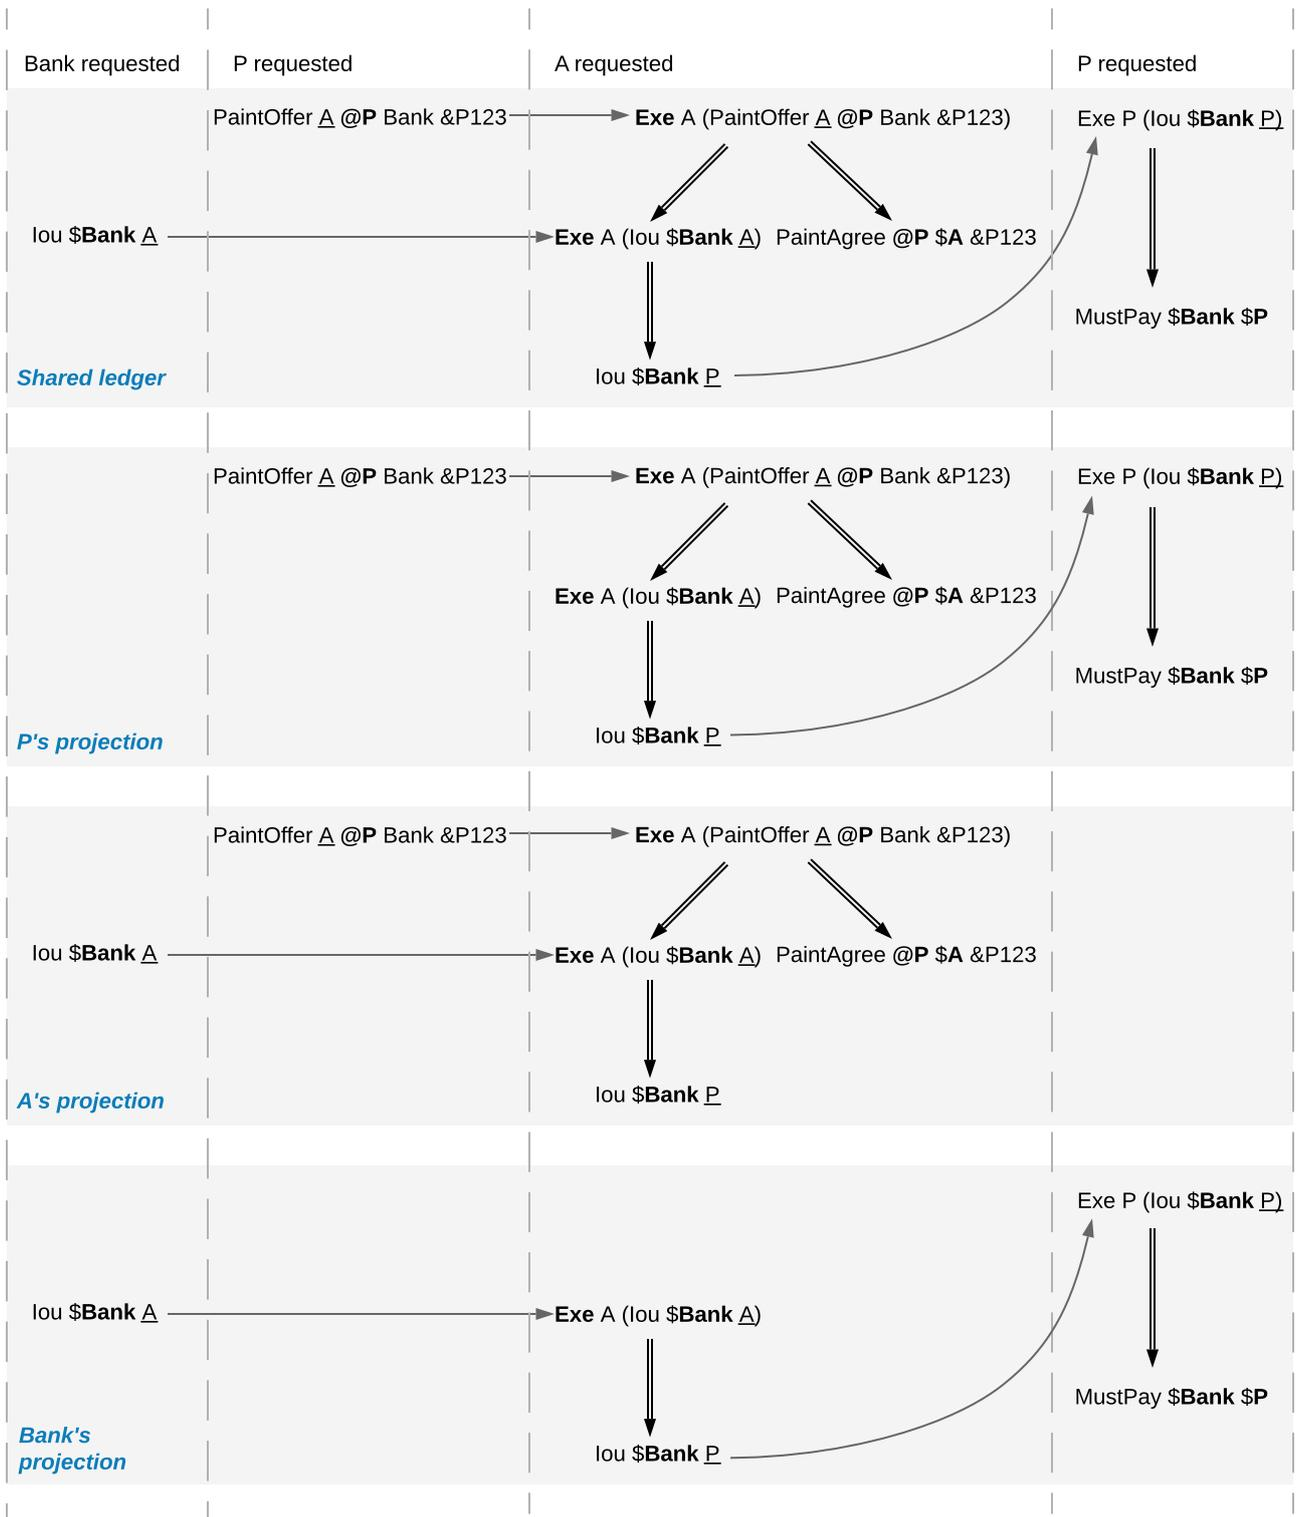 Bank requested
P requested
A requested
P requested
PaintOffer A @P Bank &P123
Exe A (PaintOffer A @P Bank &P123)
Exe P (Iou $Bank P)
Iou $Bank A
Exe A (Iou $Bank A)
PaintAgree @P $A &P123
MustPay $Bank $P
Iou $Bank P
Shared ledger
PaintOffer A @P Bank &P123
Exe A (PaintOffer A @P Bank &P123)
Exe P (Iou $Bank P)
Exe A (Iou $Bank A)
PaintAgree @P $A &P123
MustPay $Bank $P
Iou $Bank P
P's projection
PaintOffer A @P Bank &P123
Exe A (PaintOffer A @P Bank &P123)
Iou $Bank A
Exe A (Iou $Bank A)
PaintAgree @P $A &P123
Iou $Bank P
A's projection
Exe P (Iou $Bank P)
Iou $Bank A
Exe A (Iou $Bank A)
MustPay $Bank $P
Iou $Bank P
Bank's
projection